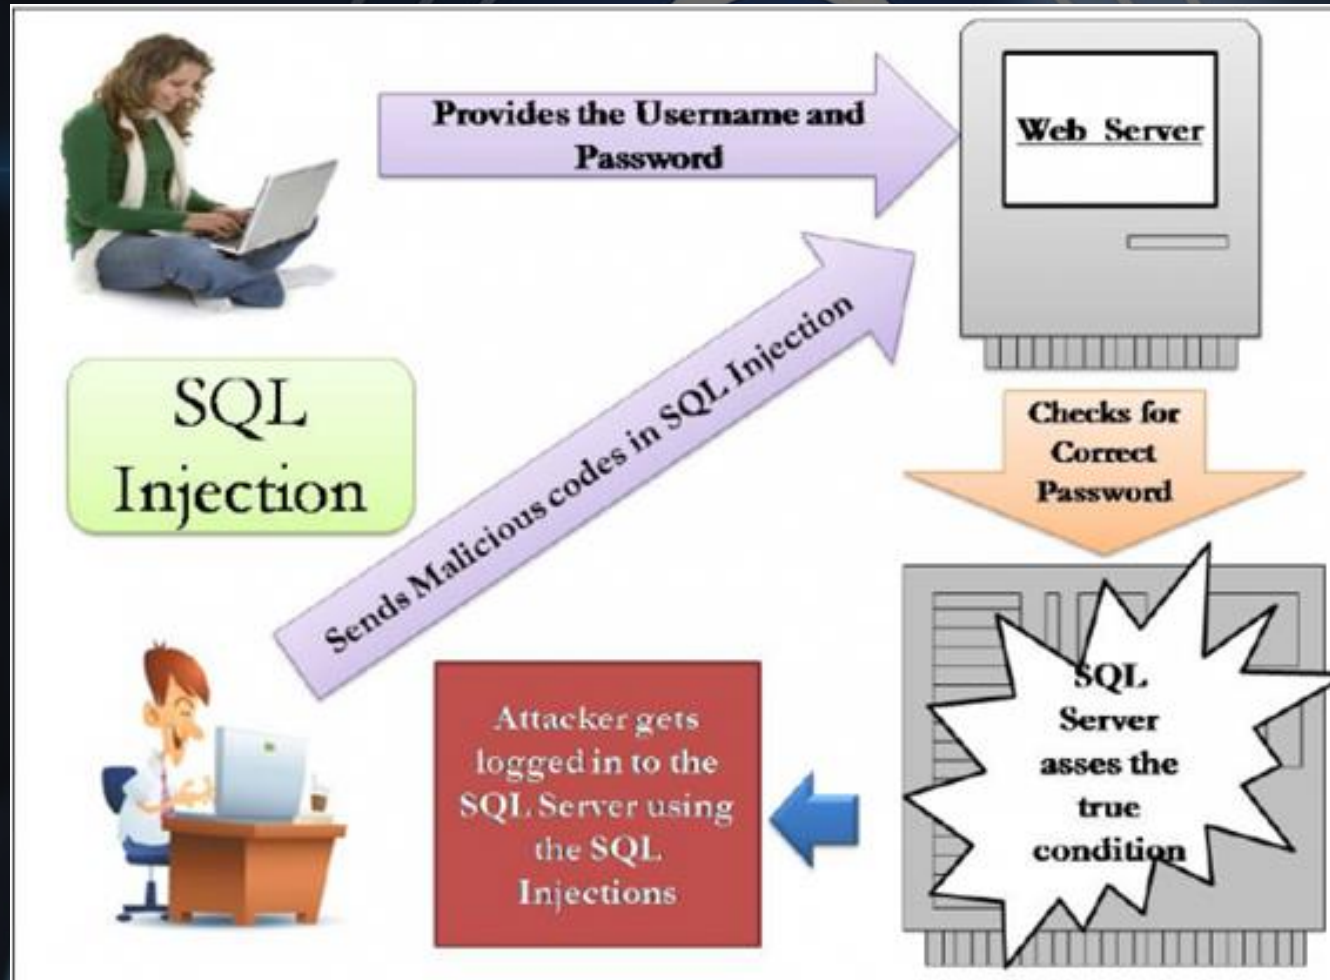 Provides the Username and
Password
Web Server
SQL
Injection
Sends Malicious codes in SQL Injection
Checks for
Correct
Password
SQL
Server
asses the
true
condition
Attacker gets
logged in to the
SQL Server using
the SQL
Injections